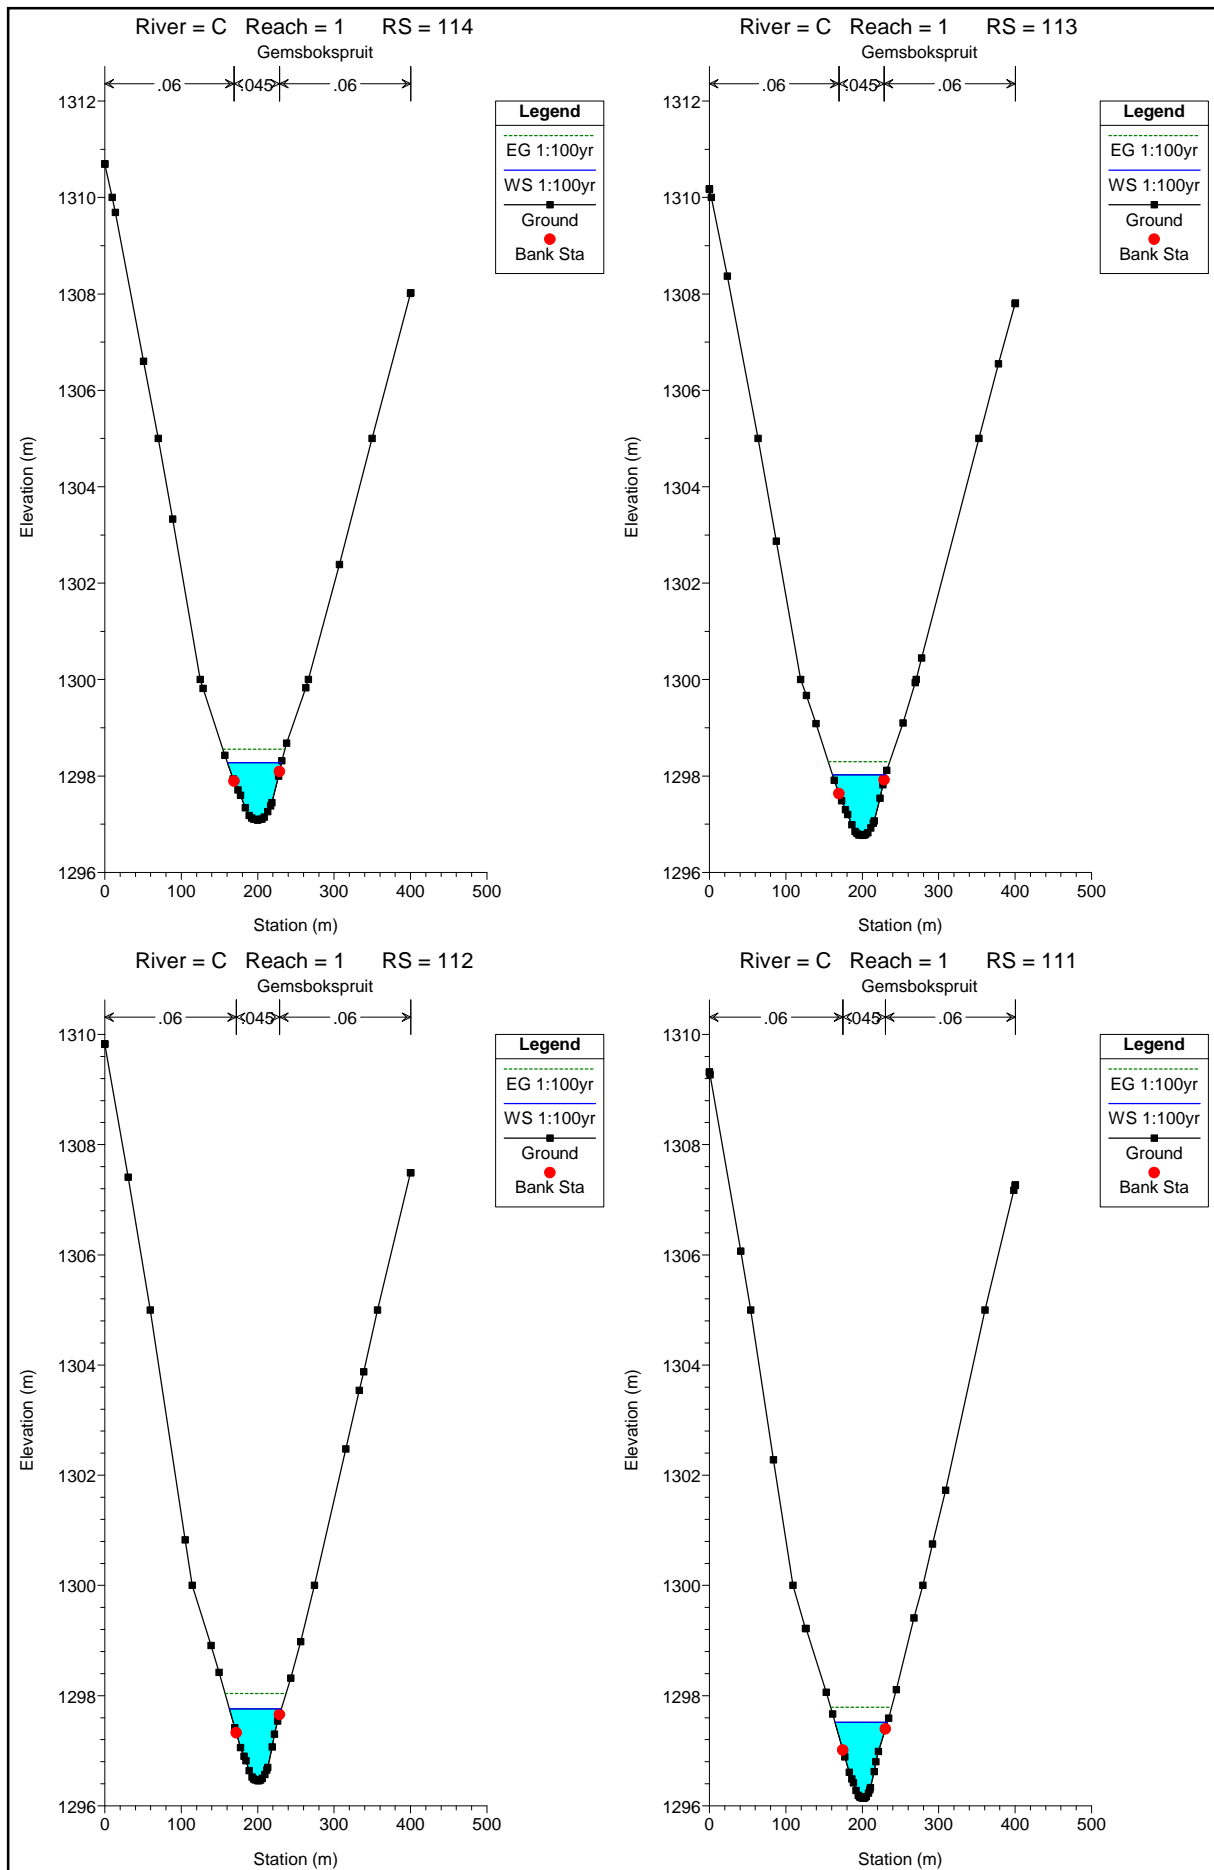 River = C   Reach = 1      RS = 114
Gemsbokspruit
.06 .045 .06
Legend
EG 1:100yr
WS 1:100yr
Ground
Bank Sta
1312
1310
1308
1306
1304
1302
1300
1298
1296
Elevation (m)
0 100 200 300 400 500
Station (m)
River = C   Reach = 1      RS = 113
Gemsbokspruit
.06 .045 .06
Legend
EG 1:100yr
WS 1:100yr
Ground
Bank Sta
1312
1310
1308
1306
1304
1302
1300
1298
1296
Elevation (m)
0 100 200 300 400 500
Station (m)
River = C   Reach = 1      RS = 112
Gemsbokspruit
.06 .045 .06
Legend
EG 1:100yr
WS 1:100yr
Ground
Bank Sta
1310
1308
1306
1304
1302
1300
1298
1296
Elevation (m)
0 100 200 300 400 500
Station (m)
River = C   Reach = 1      RS = 111
Gemsbokspruit
.06 .045 .06
Legend
EG 1:100yr
WS 1:100yr
Ground
Bank Sta
1310
1308
1306
1304
1302
1300
1298
1296
Elevation (m)
0 100 200 300 400 500
Station (m)